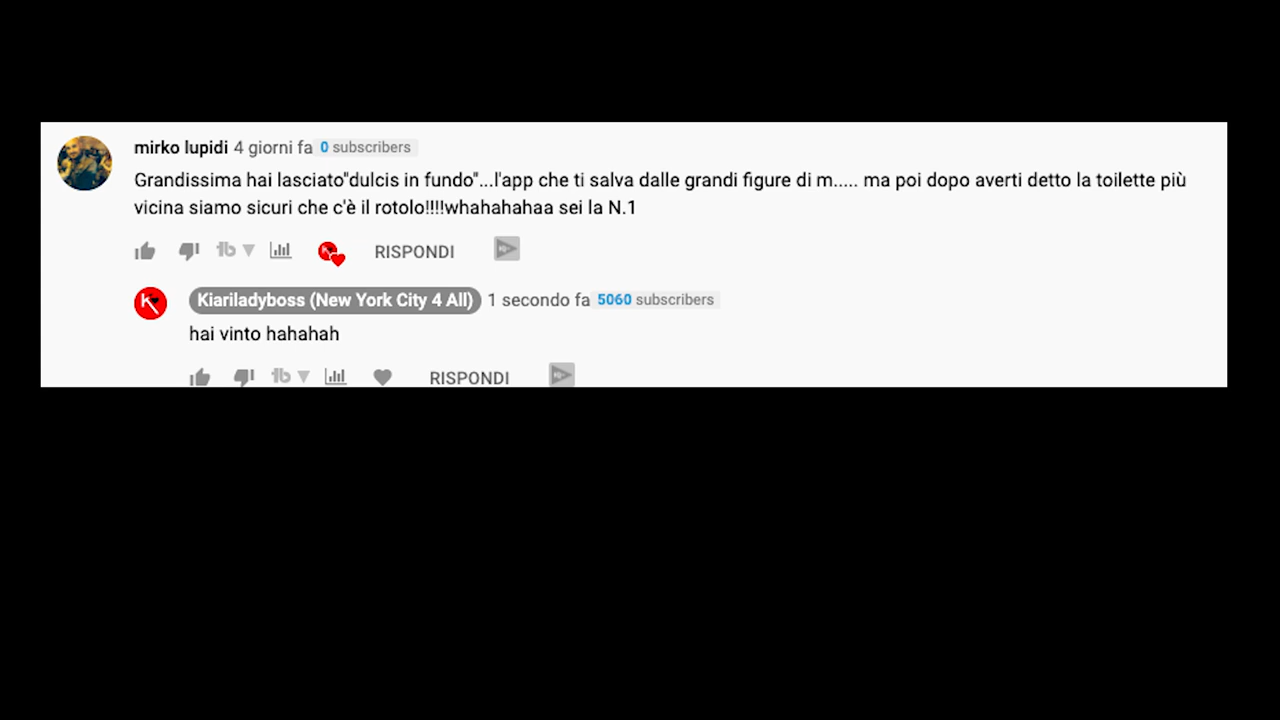 mirko lupidi 4 giorni fa 0 subscribers
Grandissima hai lasciato"dulcis in fundo"...l'app che ti salva dalle grandi figure di m..... ma poi dopo averti detto la toilette più
vicina siamo sicuri che c'è il rotolo!!!!whahahahaa sei la N.1
RISPONDI
Kiariladyboss (New York City 4 All) 1 secondo fa 5060 subscribers
hai vinto hahahah
RISPONDI